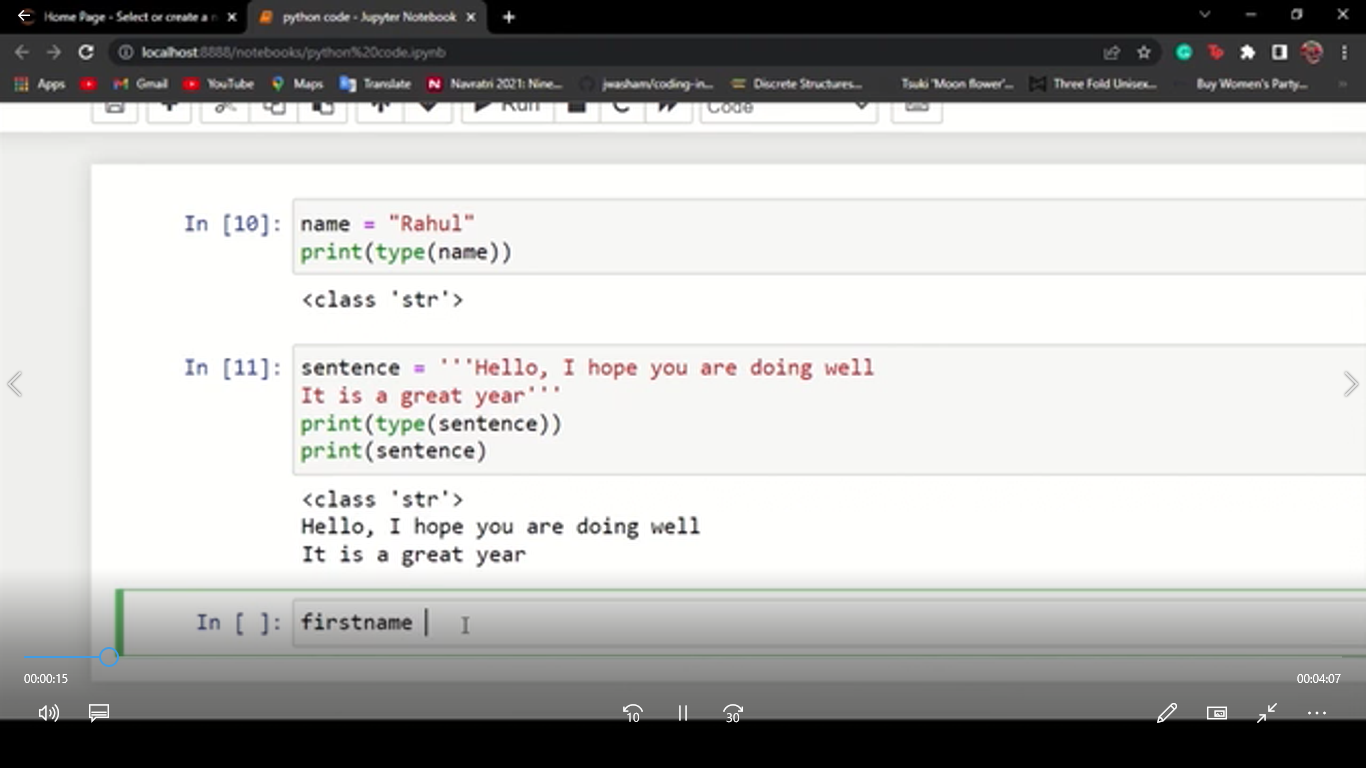 Home Page - Select or create a n
python code - Jupyter Notebook
localhost:8888/notebooks/python%20code.ipynb
Apps
Gmail
YouTube
Maps
Translate
Navratri 2021: Nine...
jwasham/coding-in...
Discrete Structures...
Tsuki 'Moon flower'...
Three Fold Unisex...
Buy Women's Party...
Run
Code
In [10]:
name = "Rahul"
print(type(name))
<class 'str'>
In [11]:
sentence = '''Hello, I hope you are doing well
It is a great year'''
print(type(sentence))
print(sentence)
<class 'str'>
Hello, I hope you are doing well
It is a great year
In [ ]:
firstname
00:00:15
00:04:07
10
30